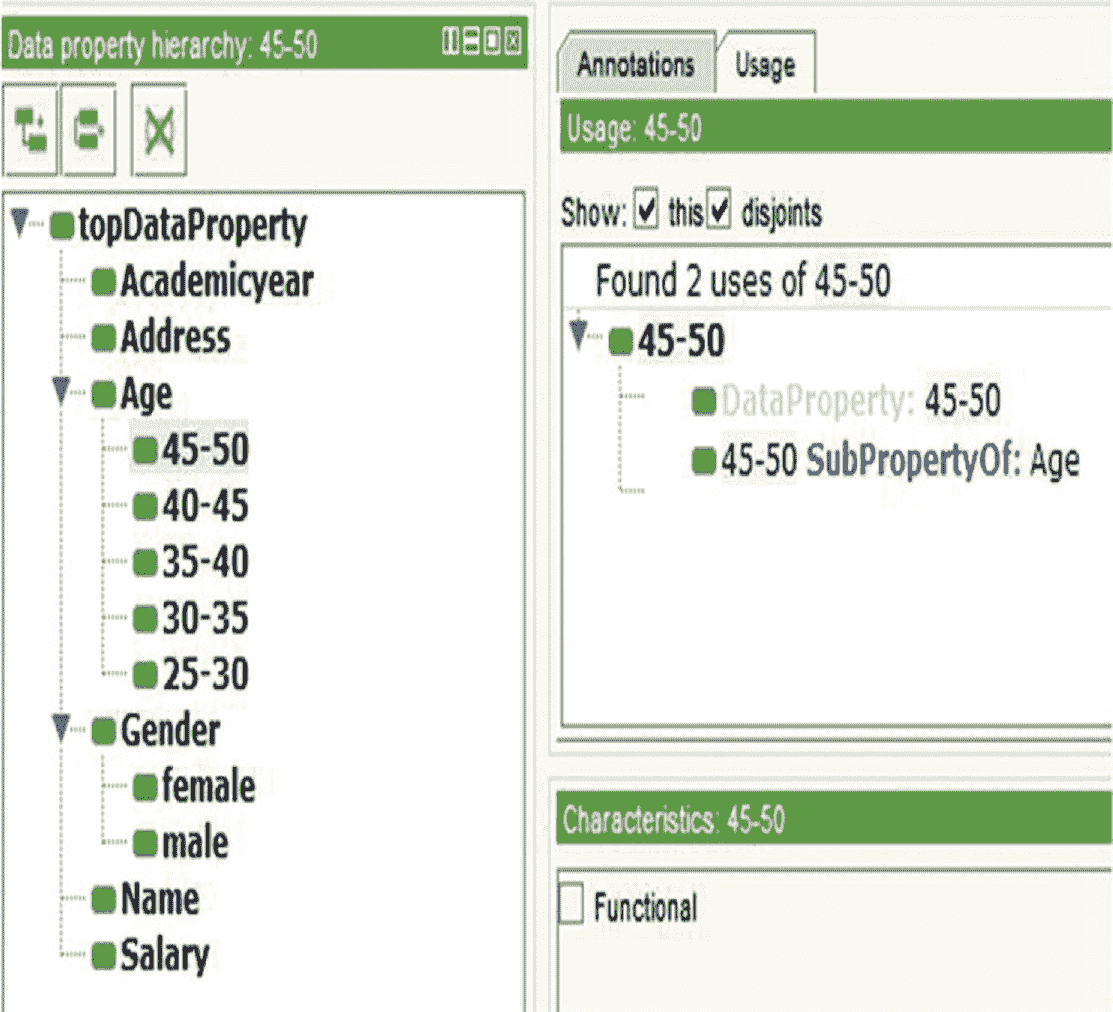 Data property hierarchy: 45-50
topDataProperty
Academicyear
Address
Age
45-50
40-45
35-40
30-35
25-30
Gender
female
male
Name
Salary
Annotations Usage
Usage: 45-50
Show: this disjoints
Found 2 uses of 45-50
45-50
DataProperty: 45-50
45-50 SubPropertyOf: Age
Characteristics: 45-50
Functional